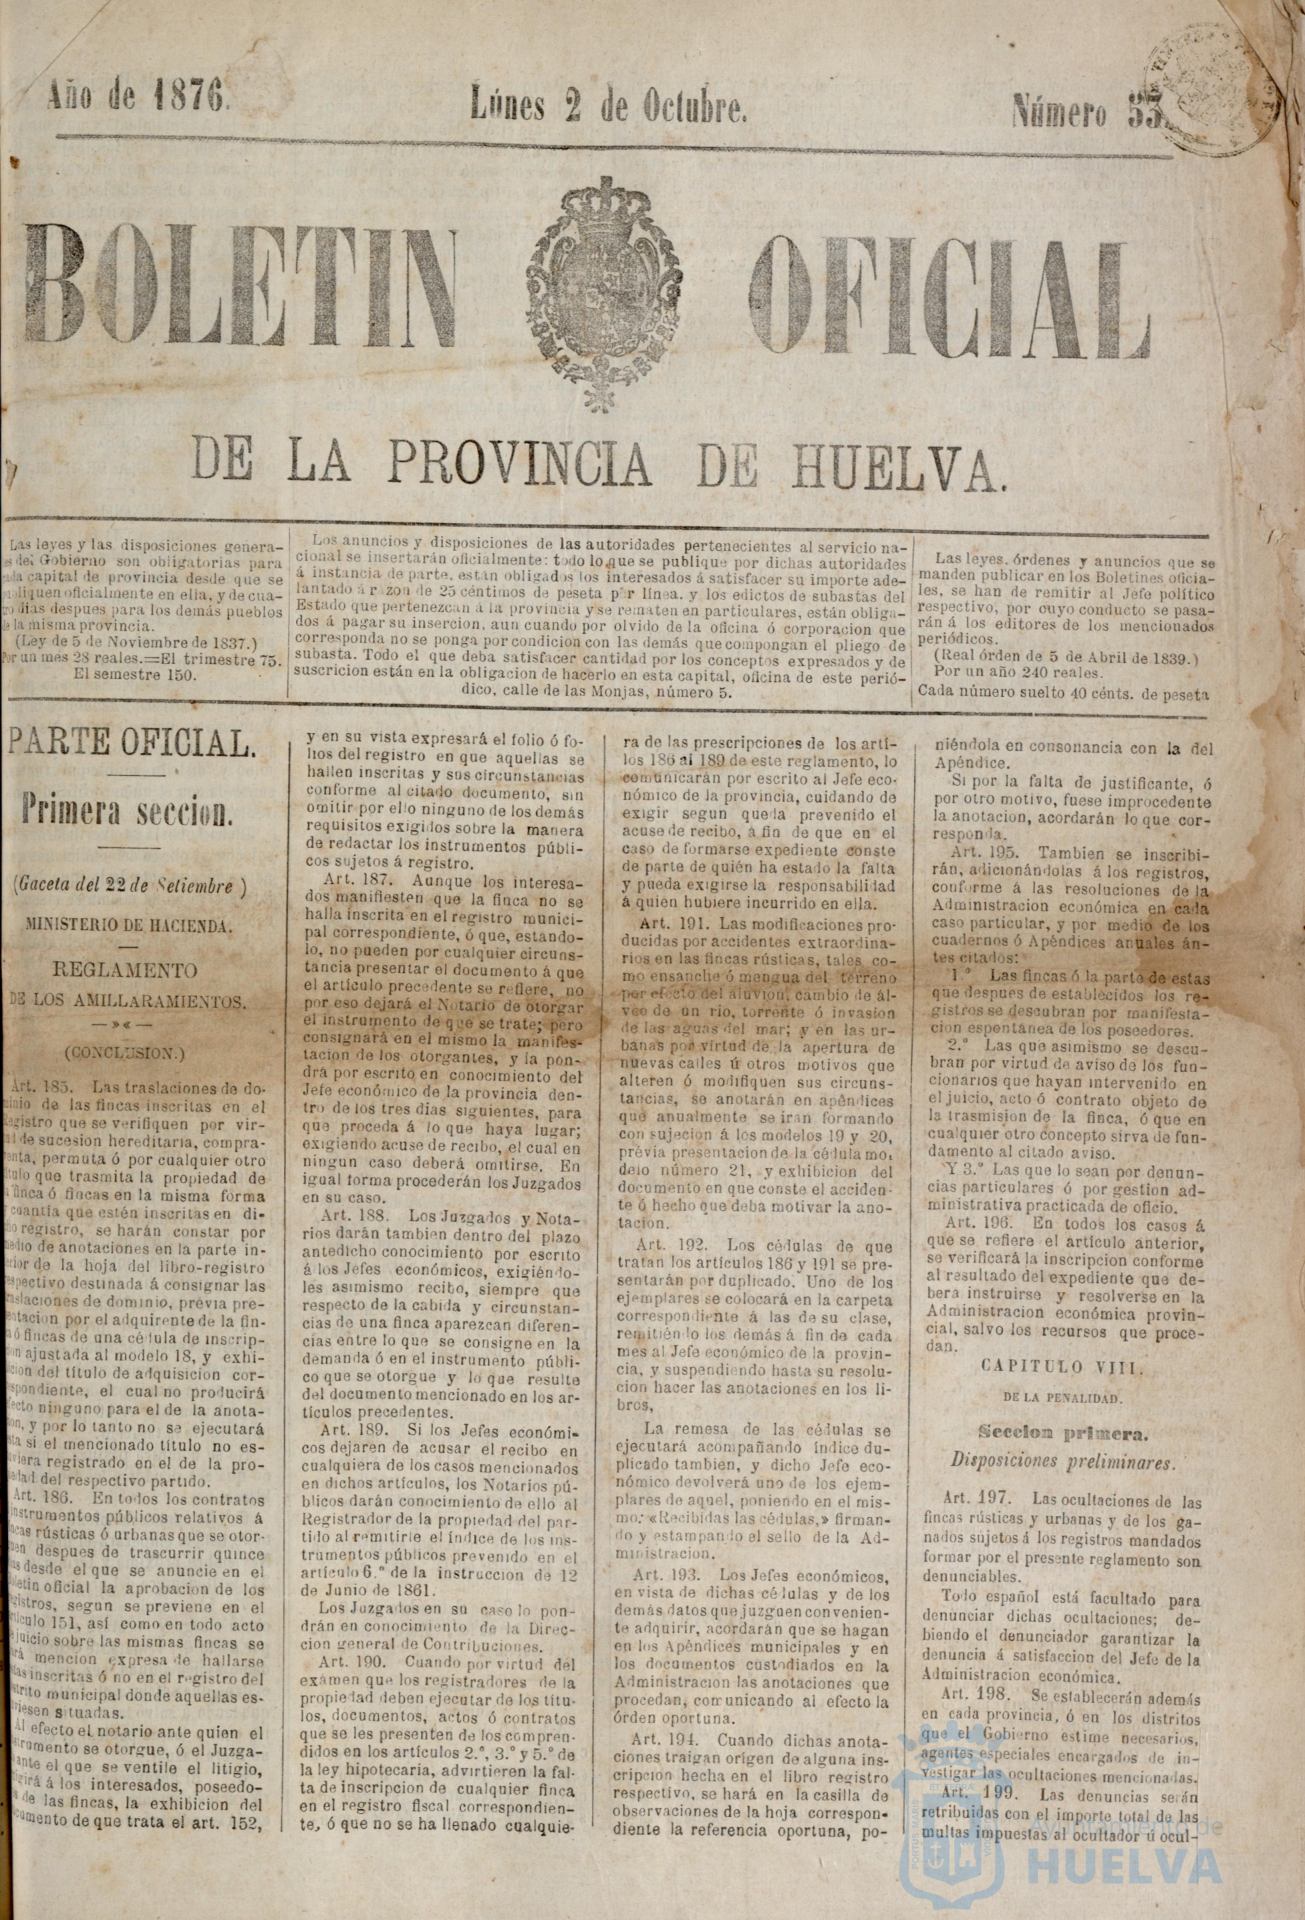 Año de 1876.
Lúnes 2 de Octubre.
Número 55.
BOLETIN OFICIAL
DE LA PROVINCIA DE HUELVA.
Las leyes y las disposiciones genera-
del Gobierno son obligatorias para
capital de provincia desde que se
publiquen oficialmente en ella, y de cua-
dias despues para los demás pueblos
de la misma provincia.
(Ley de 5 de Noviembre de 1837.)
Por un mes 28 reales.=El trimestre 75.
El semestre 150.
Los anuncios y disposiciones de las autoridades pertenecientes al servicio na-
cional se insertarán oficialmente: todo lo que se publique por dichas autoridades
á instancia de parte, están obligados los interesados á satisfacer su importe ade-
lantado á razon de 25 céntimos de peseta por línea, y los edictos de subastas del
Estado que pertenezcan á la provincia y se rematen en particulares, están obliga-
dos á pagar su insercion, aun cuando por olvido de la oficina ó corporacion que
corresponda no se ponga por condicion con las demás que compongan el pliego de
subasta. Todo el que deba satisfacer cantidad por los conceptos expresados y de
suscricion están en la obligacion de hacerlo en esta capital, oficina de este perió-
dico, calle de las Monjas, número 5.
Las leyes, órdenes y anuncios que se
manden publicar en los Boletines oficia-
les, se han de remitir al Jefe político
respectivo, por cuyo conducto se pasa-
rán á los editores de los mencionados
periódicos.
(Real órden de 5 de Abril de 1839.)
Por un año 240 reales.
Cada número suelto 40 cénts. de peseta
PARTE OFICIAL.
Primera seccion.
(Gaceta del 22 de Setiembre )
MINISTERIO DE HACIENDA.
REGLAMENTO
DE LOS AMILLARAMIENTOS.
(CONCLUSION.)
Art. 185. Las traslaciones de do-
minio de las fincas inscritas en el
registro que se verifiquen por vir-
tud de sucesion hereditaria, compra-
venta, permuta ó por cualquier otro
título que trasmita la propiedad de
finca ó fincas en la misma forma
cuantía que estén inscritas en di-
cho registro, se harán constar por
medio de anotaciones en la parte in-
ferior de la hoja del libro-registro
respectivo destinada á consignar las
traslaciones de dominio, prévia pre-
sentacion por el adquirente de la fin-
ca ó fincas de una cédula de inscrip-
cion ajustada al modelo 18, y exhi-
bicion del título de adquisicion cor-
respondiente, el cual no producirá
efecto ninguno para el de la anota-
cion, y por lo tanto no se ejecutará
esta si el mencionado título no es-
tuviera registrado en el de la pro-
piedad del respectivo partido.
Art. 186. En todos los contratos
instrumentos públicos relativos á
fincas rústicas ó urbanas que se otor-
guen despues de trascurrir quince
dias desde el que se anuncie en el
Boletin oficial la aprobacion de los
registros, segun se previene en el
artículo 151, así como en todo acto
juicio sobre las mismas fincas se
hará mencion expresa de hallarse
estas inscritas ó no en el registro del
distrito municipal donde aquellas es-
tuviesen situadas.
Al efecto el notario ante quien el
instrumento se otorgue, ó el Juzga-
do ante el que se ventile el litigio,
exigirá á los interesados, poseedo-
res de las fincas, la exhibicion del
documento de que trata el art. 152,
y en su vista expresará el folio ó fo-
lios del registro en que aquellas se
hallen inscritas y sus circunstancias
conforme al citado documento, sin
omitir por ello ninguno de los demás
requisitos exigidos sobre la manera
de redactar los instrumentos públi-
cos sujetos á registro.
Art. 187. Aunque los interesa-
dos manifiesten que la finca no se
halla inscrita en el registro munici-
pal correspondiente, ó que, estando-
lo, no pueden por cualquier circuns-
tancia presentar el documento á que
el artículo precedente se refiere, no
por eso dejará el Notario de otorgar
el instrumento de que se trate; pero
consignará en el mismo la manifes-
tacion de los otorgantes, y la pon-
drá por escrito en conocimiento del
Jefe económico de la provincia den-
tro de los tres dias siguientes, para
que proceda á lo que haya lugar;
exigiendo acuse de recibo, el cual en
ningun caso deberá omitirse. En
igual forma procederán los Juzgados
en su caso.
Art. 188. Los Juzgados y Nota-
rios darán tambien dentro del plazo
antedicho conocimiento por escrito
á los Jefes económicos, exigiéndo-
les asimismo recibo, siempre que
respecto de la cabida y circunstan-
cias de una finca aparezcan diferen-
cias entre lo que se consigne en la
demanda ó en el instrumento públi-
co que se otorgue y lo que resulte
del documento mencionado en los ar-
tículos precedentes.
Art. 189. Si los Jefes económi-
cos dejaren de acusar el recibo en
cualquiera de los casos mencionados
en dichos artículos, los Notarios pú-
blicos darán conocimiento de ello al
Registrador de la propiedad del par-
tido al remitirle el índice de los ins-
trumentos públicos prevenido en el
artículo 6.º de la instruccion de 12
de Junio de 1861.
Los Juzgados en su caso lo pon-
drán en conocimiento de la Direc-
cion general de Contribuciones.
Art. 190. Cuando por virtud del
exámen que los registradores de la
propiedad deben ejecutar de los títu-
los, documentos, actos ó contratos
que se les presenten de los compren-
didos en los artículos 2.º, 3.º y 5.º de
la ley hipotecaria, advirtieren la fal-
ta de inscripcion de cualquier finca
en el registro fiscal correspondien-
te, ó que no se ha llenado cualquie-
ra de las prescripciones de los artí-
los 186 al 189 de este reglamento, lo
comunicarán por escrito al Jefe eco-
nómico de la provincia, cuidando de
exigir segun queda prevenido el
acuse de recibo, á fin de que en el
caso de formarse expediente conste
de parte de quién ha estado la falta
y pueda exigirse la responsabilidad
á quién hubiere incurrido en ella.
Art. 191. Las modificaciones pro-
ducidas por accidentes extraordina-
rios en las fincas rústicas, tales co-
mo ensanche ó mengua del terreno
por efecto del aluvion, cambio de ál-
veo de un rio, torrente ó invasion
de las aguas del mar; y en las ur-
banas por virtud de la apertura de
nuevas calles ú otros motivos que
alteren ó modifiquen sus circuns-
tancias, se anotarán en apéndices
que anualmente se iran formando
con sujecion á los modelos 19 y 20,
prévia presentacion de la cédula mo-
delo número 21, y exhibicion del
documento en que conste el acciden-
te ó hecho que deba motivar la ano-
tacion.
Art. 192. Los cédulas de que
tratan los artículos 186 y 191 se pre-
sentarán por duplicado. Uno de los
ejemplares se colocará en la carpeta
correspondiente á las de su clase,
remitiéndo los demás á fin de cada
mes al Jefe económico de la provin-
cia, y suspendiendo hasta su resolu-
cion hacer las anotaciones en los li-
bros,
La remesa de las cédulas se
ejecutará acompañando índice du-
plicado tambien, y dicho Jefe eco-
nómico devolverá uno de los ejem-
plares de aquel, poniendo en el mis-
mo: «Recibidas las cédulas,» firman-
do y estampando el sello de la Ad-
ministracion.
Art. 193. Los Jefes económicos,
en vista de dichas cédulas y de los
demás datos que juzguen convenien-
te adquirir, acordarán que se hagan
en los Apéndices municipales y en
los documentos custodiados en la
Administracion las anotaciones que
procedan, comunicando al efecto la
órden oportuna.
Art. 194. Cuando dichas anota-
ciones traigan orígen de alguna ins-
cripcion hecha en el libro registro
respectivo, se hará en la casilla de
observaciones de la hoja correspon-
diente la referencia oportuna, po-
niéndola en consonancia con la del
Apéndice.
Si por la falta de justificante, ó
por otro motivo, fuese improcedente
la anotacion, acordarán lo que cor-
responda.
Art. 195. Tambien se inscribi-
rán, adicionándolas á los registros,
conforme á las resoluciones de la
Administracion económica en cada
caso particular, y por medio de los
cuadernos ó Apéndices anuales án-
tes citados:
1.º Las fincas ó la parte de estas
que despues de establecidos los re-
gistros se descubran por manifesta-
cion espontánea de los poseedores.
2.º Las que asimismo se descu-
bran por virtud de aviso de los fun-
cionarios que hayan intervenido en
el juicio, acto ó contrato objeto de
la trasmision de la finca, ó que en
cualquier otro concepto sirva de fun-
damento al citado aviso.
Y 3.º Las que lo sean por denun-
cias particulares ó por gestion ad-
ministrativa practicada de oficio.
Art. 196. En todos los casos á
que se refiere el artículo anterior,
se verificará la inscripcion conforme
al resultado del expediente que de-
berá instruirse y resolverse en la
Administracion económica provin-
cial, salvo los recursos que proce-
dan.
CAPITULO VIII.
DE LA PENALIDAD.
Seccion primera.
Disposiciones preliminares.
Art. 197. Las ocultaciones de las
fincas rústicas y urbanas y de los ga-
nados sujetos á los registros mandados
formar por el presente reglamento son
denunciables.
Todo español está facultado para
denunciar dichas ocultaciones; de-
biendo el denunciador garantizar la
denuncia á satisfaccion del Jefe de la
Administracion económica.
Art. 198. Se establecerán además
en cada provincia, ó en los distritos
que el Gobierno estime necesarios,
agentes especiales encargados de in-
vestigar las ocultaciones mencionadas.
Art. 199. Las denuncias serán
retribuidas con el importe total de las
multas impuestas al ocultador ú ocul-
Ayuntamiento de
HUELVA